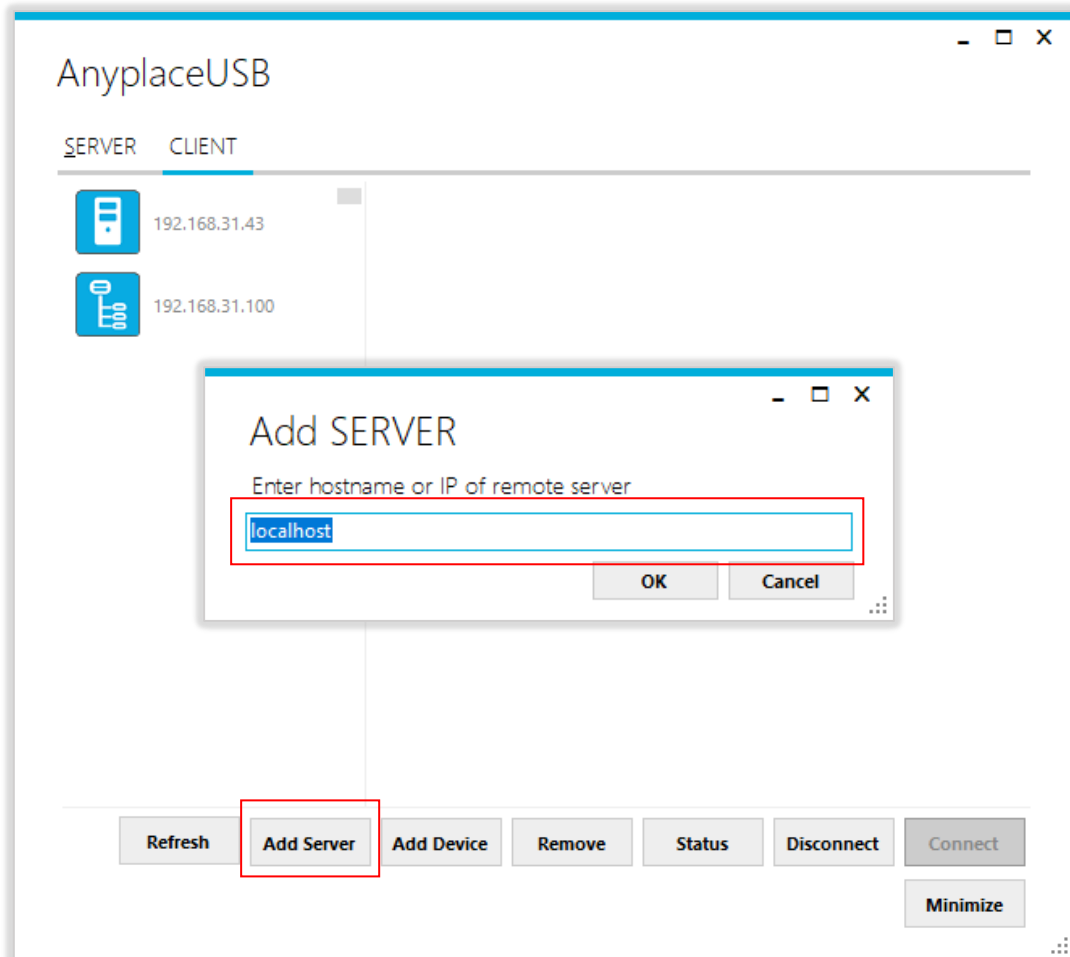 AnyplaceUSB
SERVER CLIENT
192.168.31.43
192.168.31.100
Add SERVER
Enter hostname or IP of remote server
localhost
OK Cancel
Refresh Add Server Add Device Remove Status Disconnect Connect
Minimize